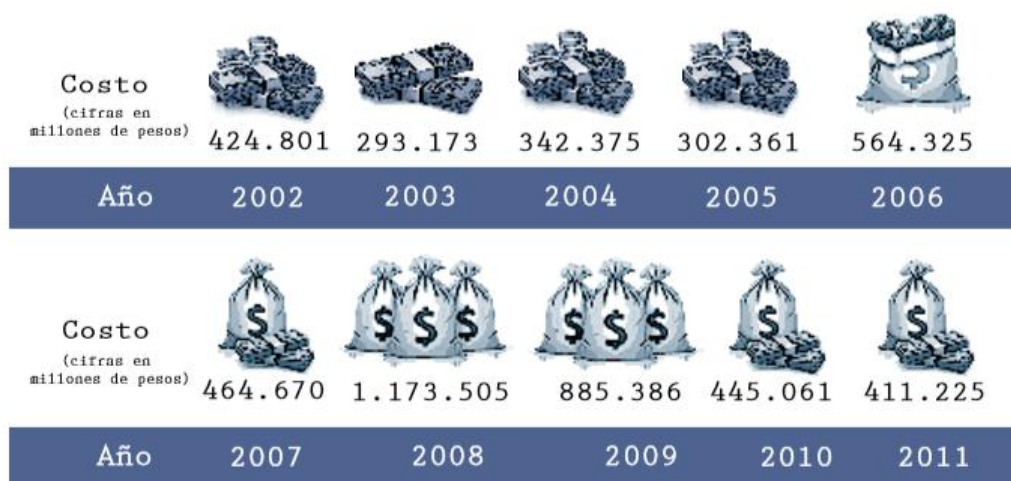 Costo
(cifras en
millones de pesos)
424.801 293.173 342.375 302.361 564.325
Año 2002 2003 2004 2005 2006
Costo
(cifras en
millones de pesos)
464.670 1.173.505 885.386 445.061 411.225
Año 2007 2008 2009 2010 2011